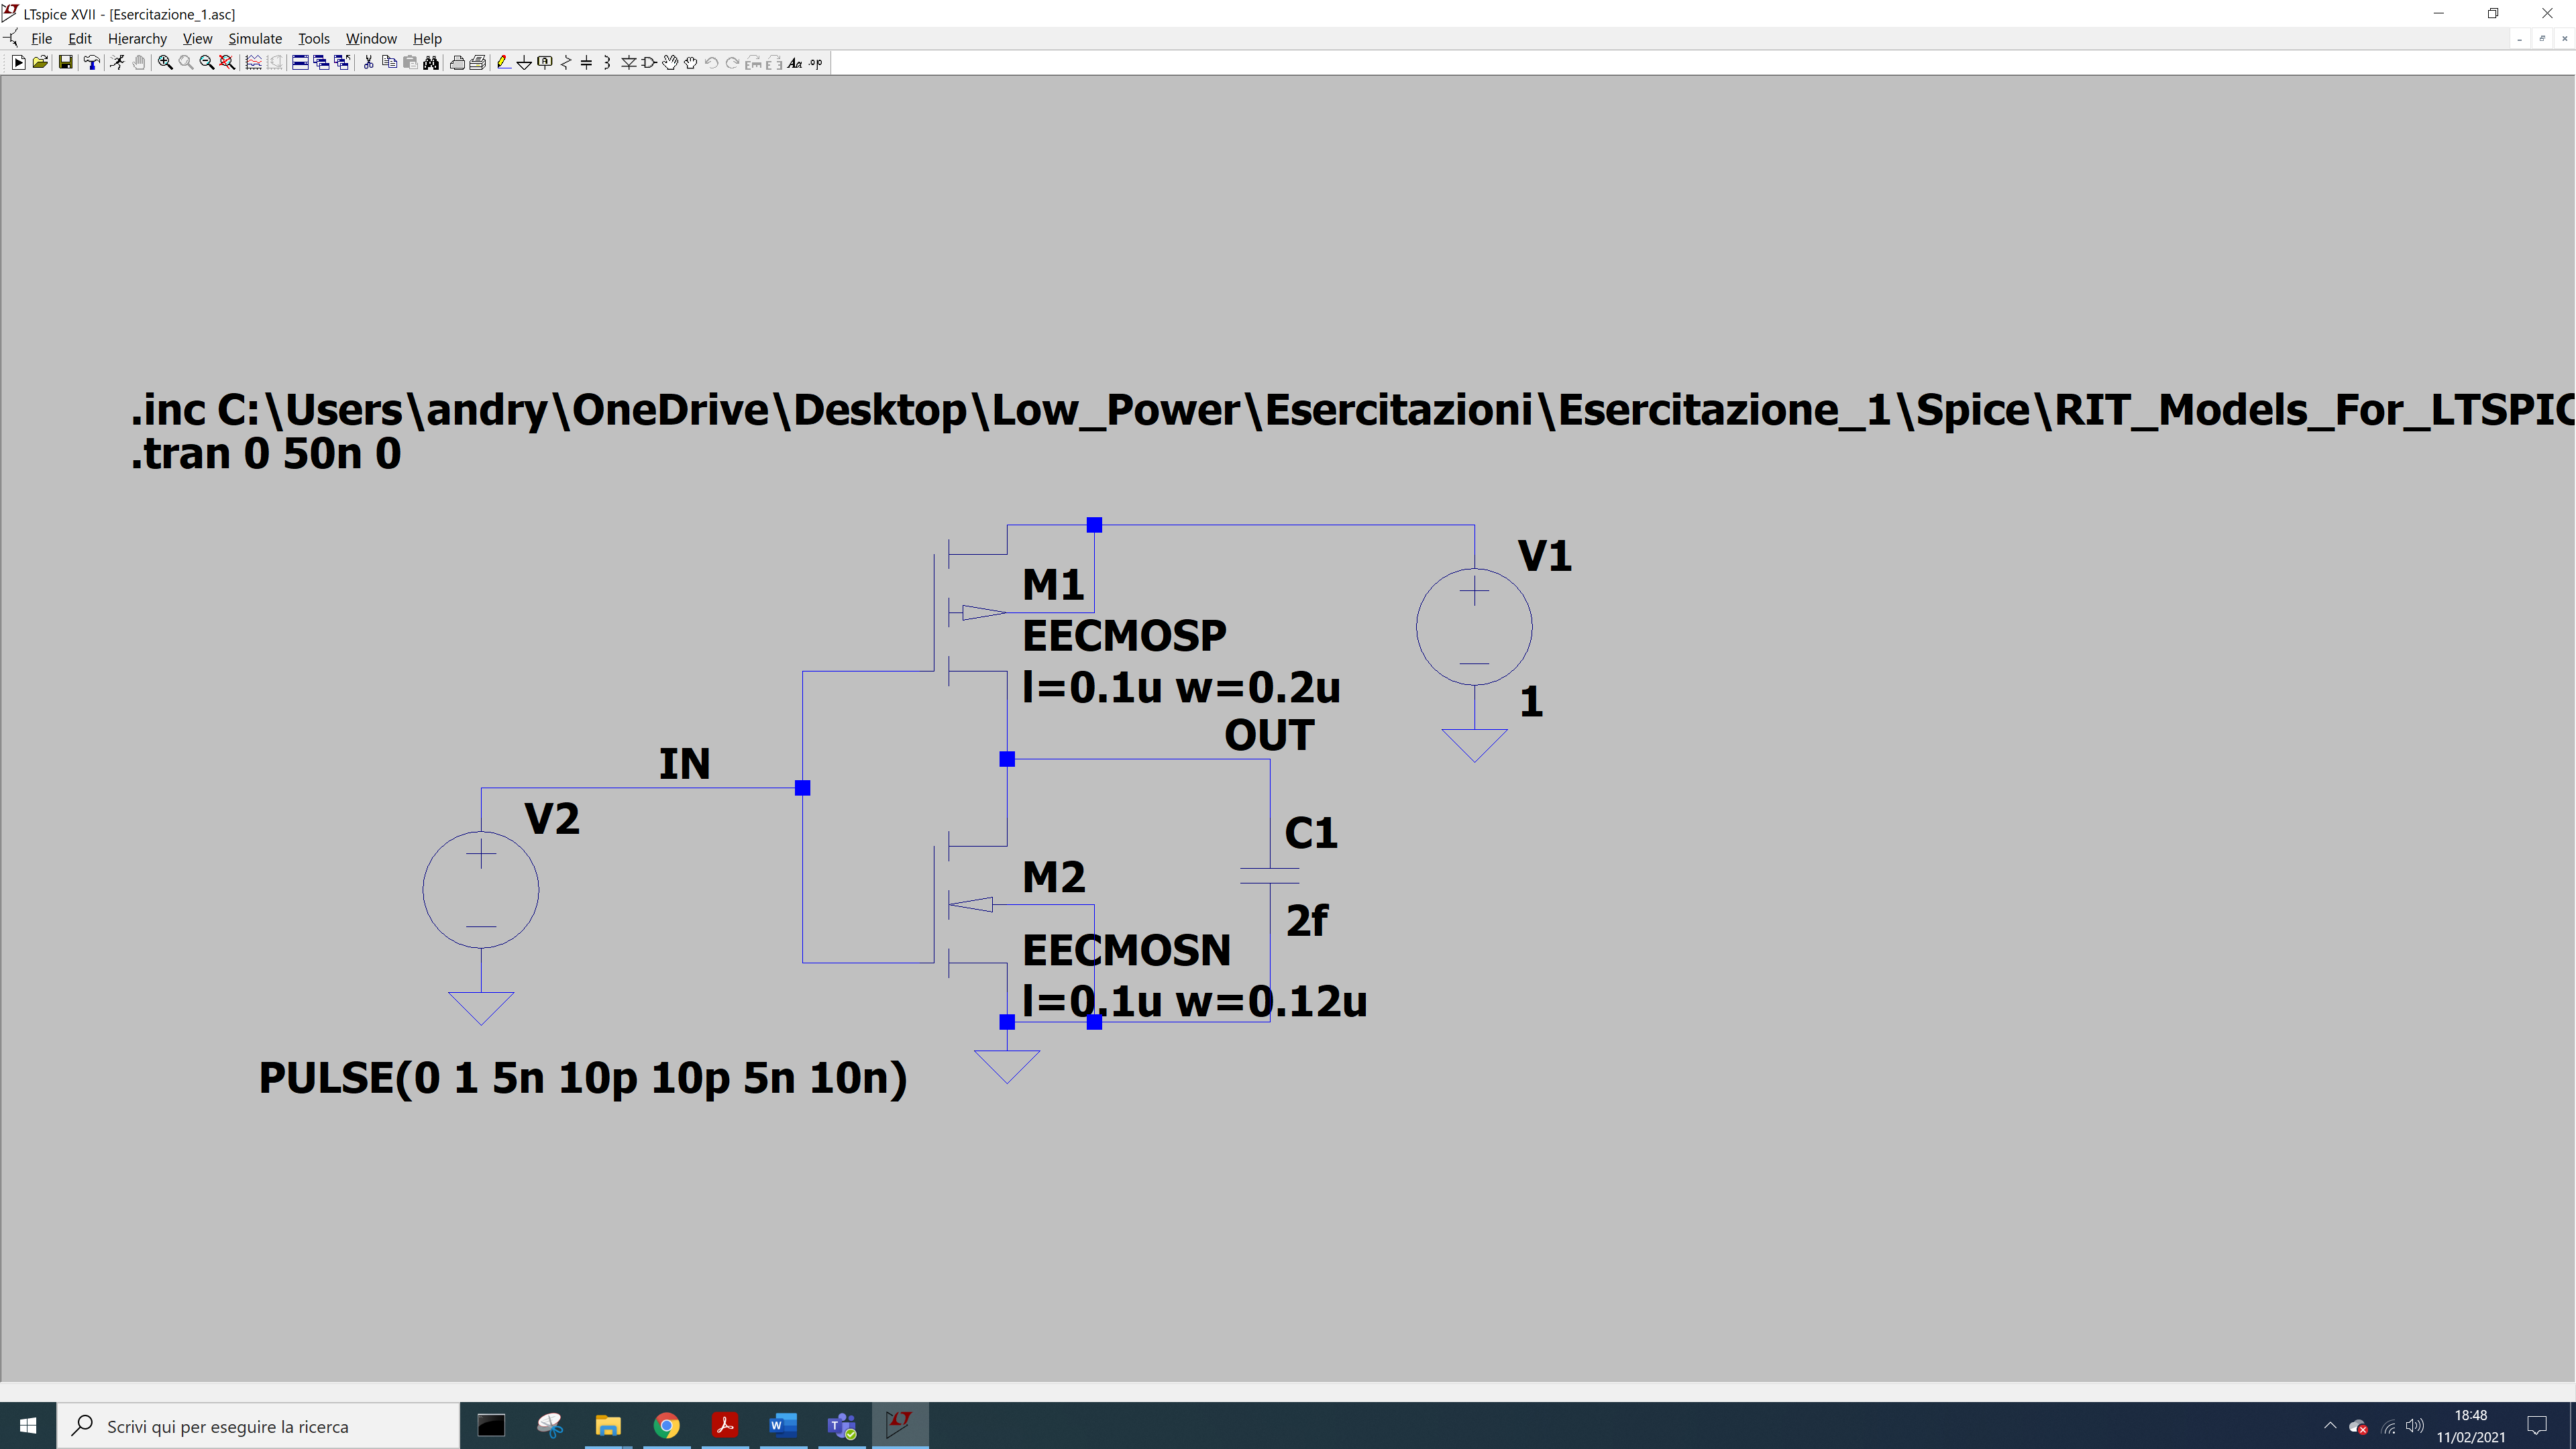 LTspice XVII - [Esercitazione_1.asc]
File Edit Hierarchy View Simulate Tools Window Help
.inc C:\Users\andry\OneDrive\Desktop\Low_Power\Esercitazioni\Esercitazione_1\Spice\RIT_Models_For_LTSPIC
.tran 0 50n 0
V1
M1
EECMOSP
l=0.1u w=0.2u
1
OUT
IN
V2
C1
M2
2f
EECMOSN
l=0.1u w=0.12u
PULSE(0 1 5n 10p 10p 5n 10n)
Scrivi qui per eseguire la ricerca
18:48
11/02/2021